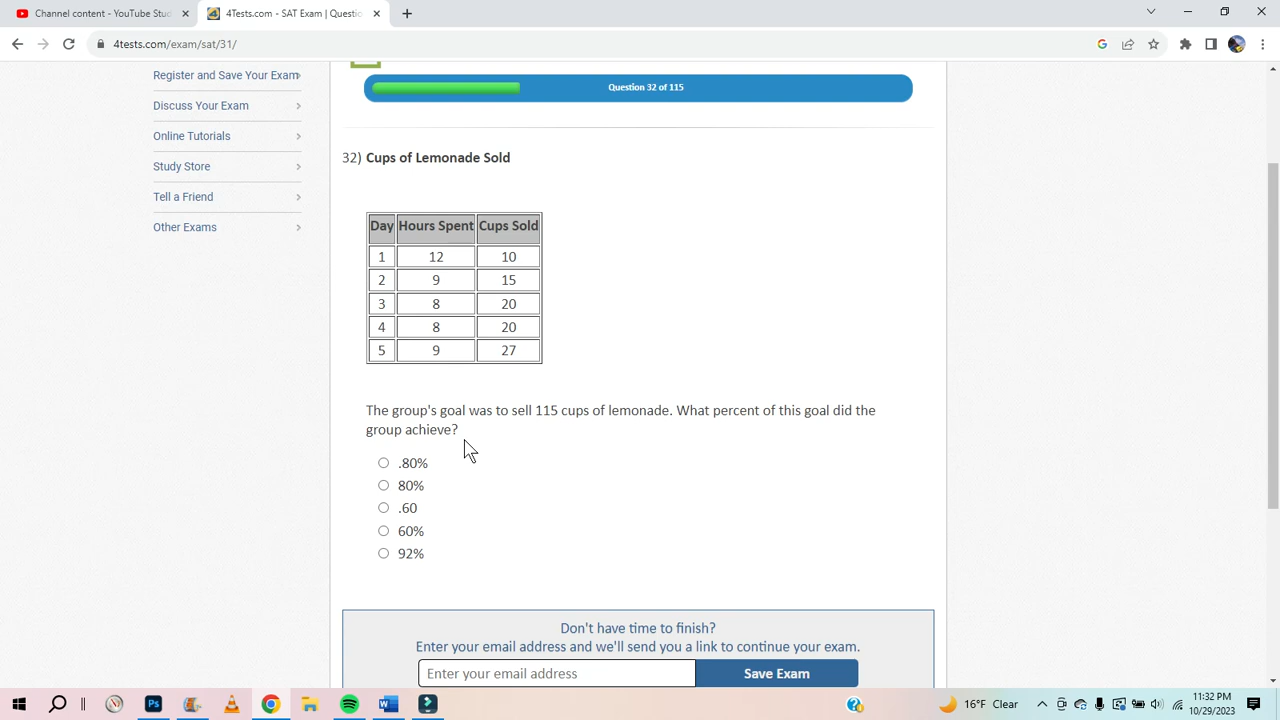 Channel content - YouTube Stud
4Tests.com - SAT Exam | Questio
4tests.com/exam/sat/31/
Register and Save Your Exam
Discuss Your Exam
Online Tutorials
Study Store
Tell a Friend
Other Exams
Question 32 of 115
32) Cups of Lemonade Sold
Day Hours Spent Cups Sold
1 12 10
2 9 15
3 8 20
4 8 20
5 9 27
The group's goal was to sell 115 cups of lemonade. What percent of this goal did the
group achieve?
.80%
80%
.60
60%
92%
Don't have time to finish?
Enter your email address and we'll send you a link to continue your exam.
Enter your email address
Save Exam
16°F Clear
11:32 PM
10/29/2023